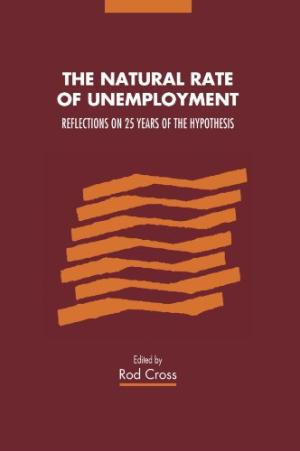 THE NATURAL RATE
OF UNEMPLOYMENT
REFLECTIONS ON 25 YEARS OF THE HYPOTHESIS
Edited by
Rod Cross